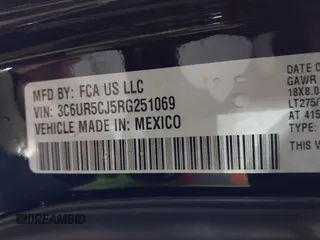 MFD BY: FCA US LLC
VIN: 3C6UR5CJ5RG251069
VEHICLE MADE IN: MEXICO
DATE O
GAWR
18X8.0
LT275/
AT 415
TYPE:
THIS V
DREAMBID